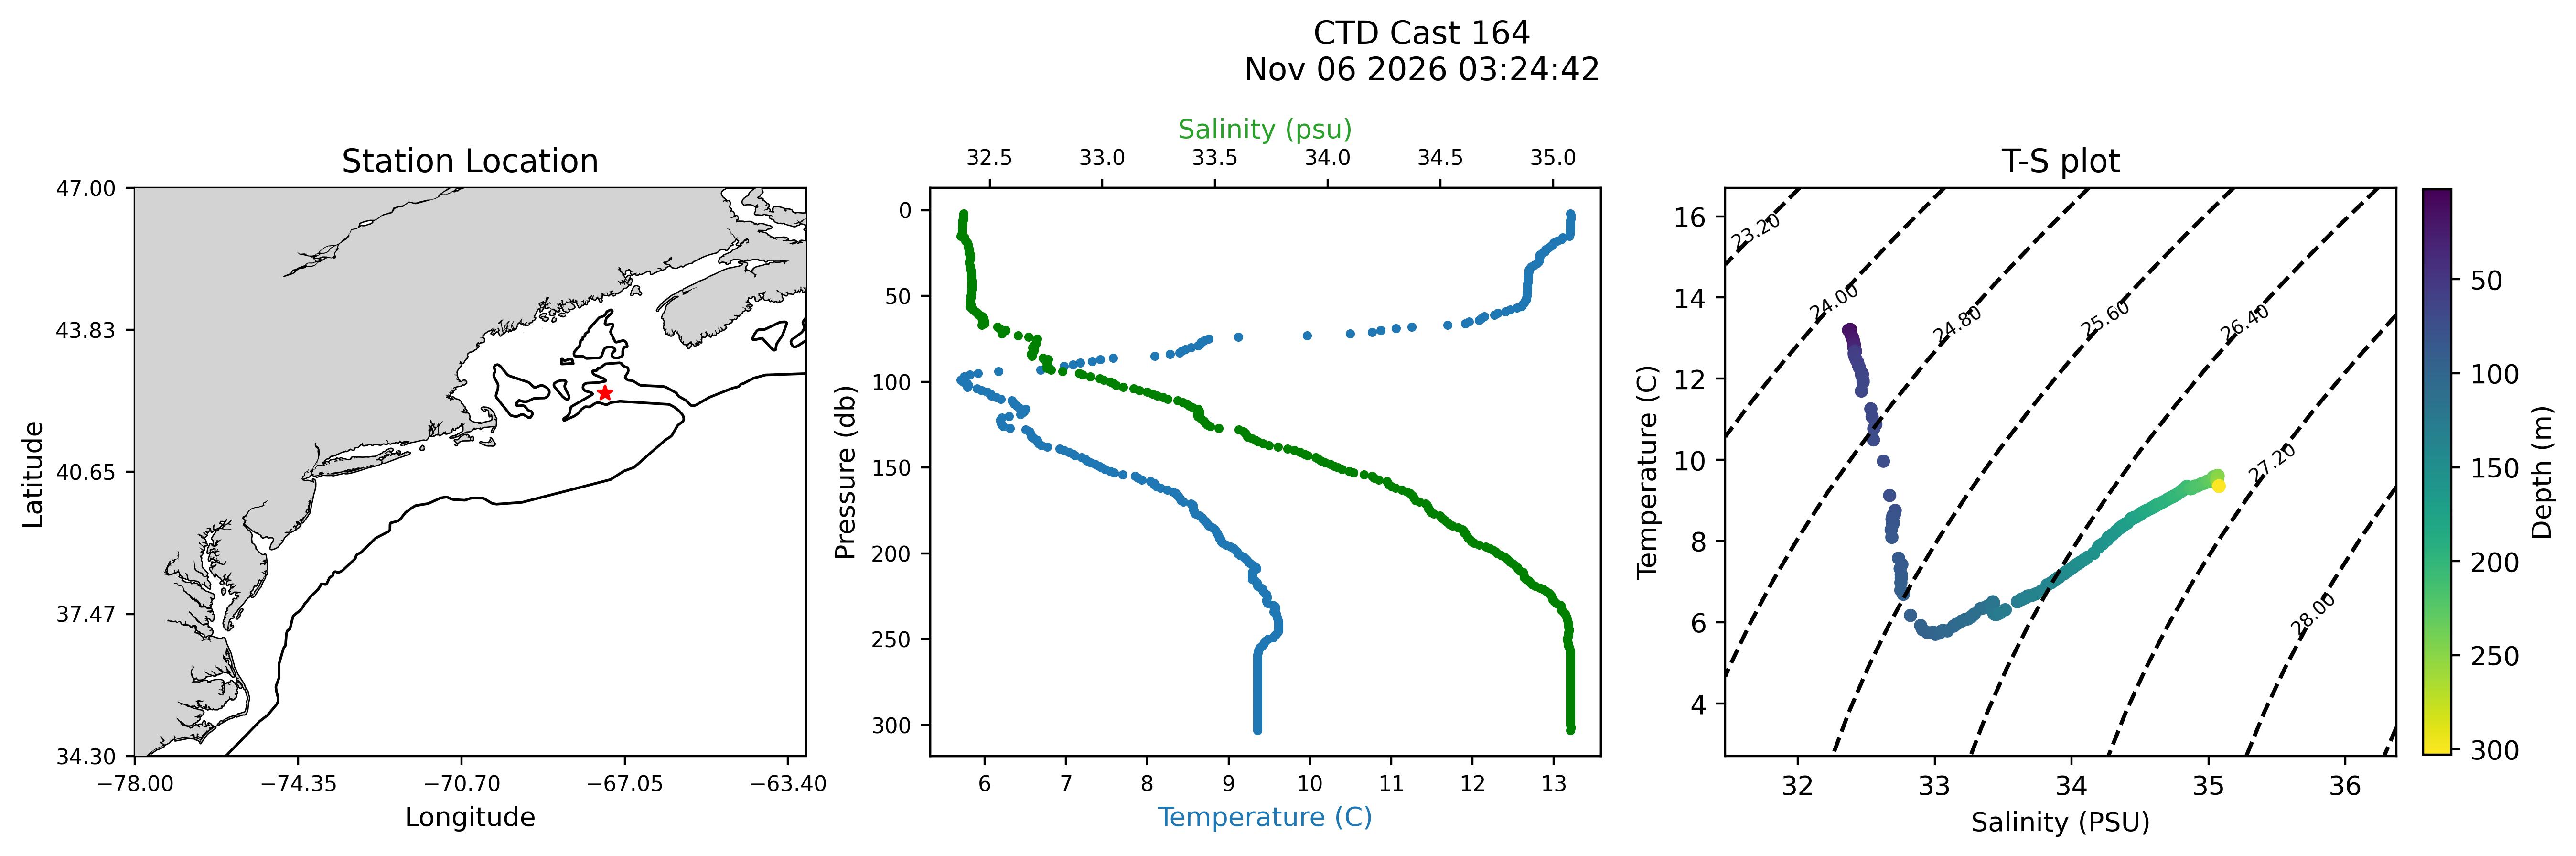 CTD Cast 164
Nov 06 2026 03:24:42
Station Location
47.00
43.83
40.65
37.47
34.30
Latitude
−78.00 −74.35 −70.70 −67.05 −63.40
Longitude
Salinity (psu)
32.5 33.0 33.5 34.0 34.5 35.0
0
50
100
150
200
250
300
Pressure (db)
6 7 8 9 10 11 12 13
Temperature (C)
T-S plot
16
14
12
10
8
6
4
Temperature (C)
23.20
24.00
24.80
25.60
26.40
27.20
28.00
32 33 34 35 36
Salinity (PSU)
50
100
150
200
250
300
Depth (m)